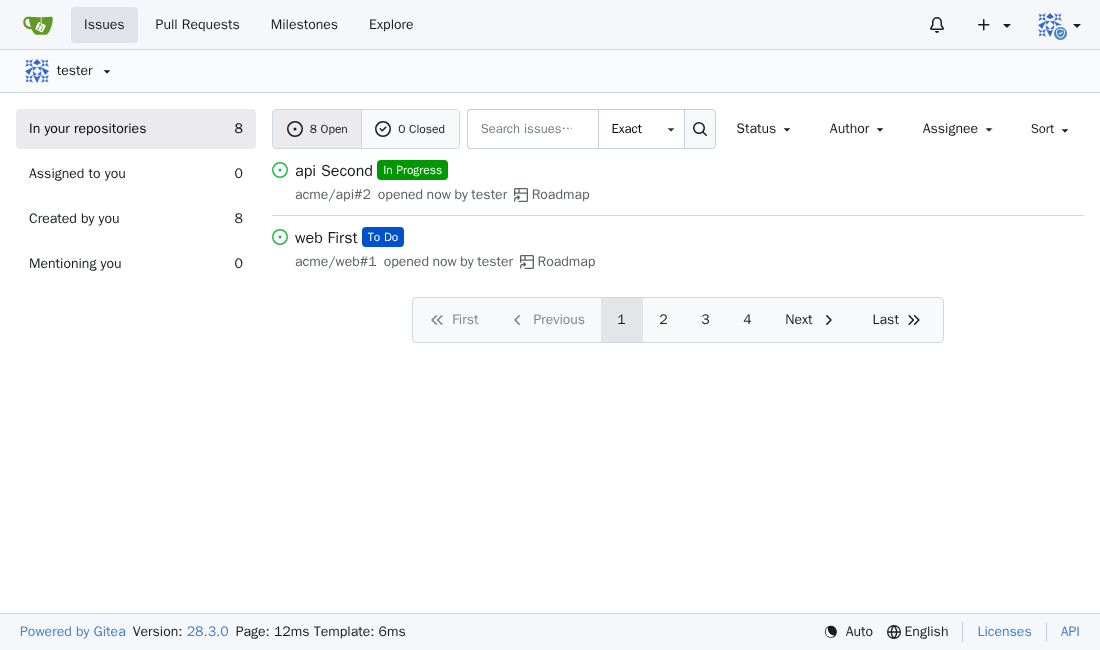 Issues Pull Requests Milestones Explore
tester
In your repositories 8
Assigned to you 0
Created by you 8
Mentioning you 0
8 Open 0 Closed Search issues… Exact Status Author Assignee Sort
api Second In Progress
acme/api#2 opened now by tester Roadmap
web First To Do
acme/web#1 opened now by tester Roadmap
First Previous 1 2 3 4 Next Last
Powered by Gitea Version: 28.3.0 Page: 12ms Template: 6ms Auto English Licenses API